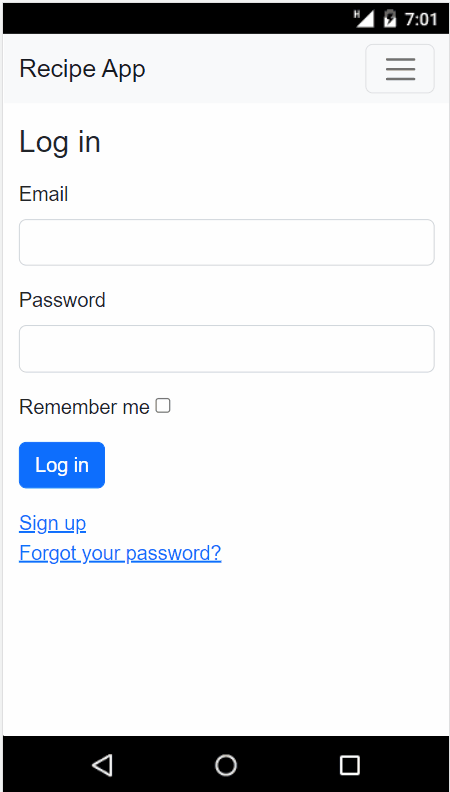 H 7:01
Recipe App
Log in
Email
Password
Remember me
Log in
Sign up
Forgot your password?